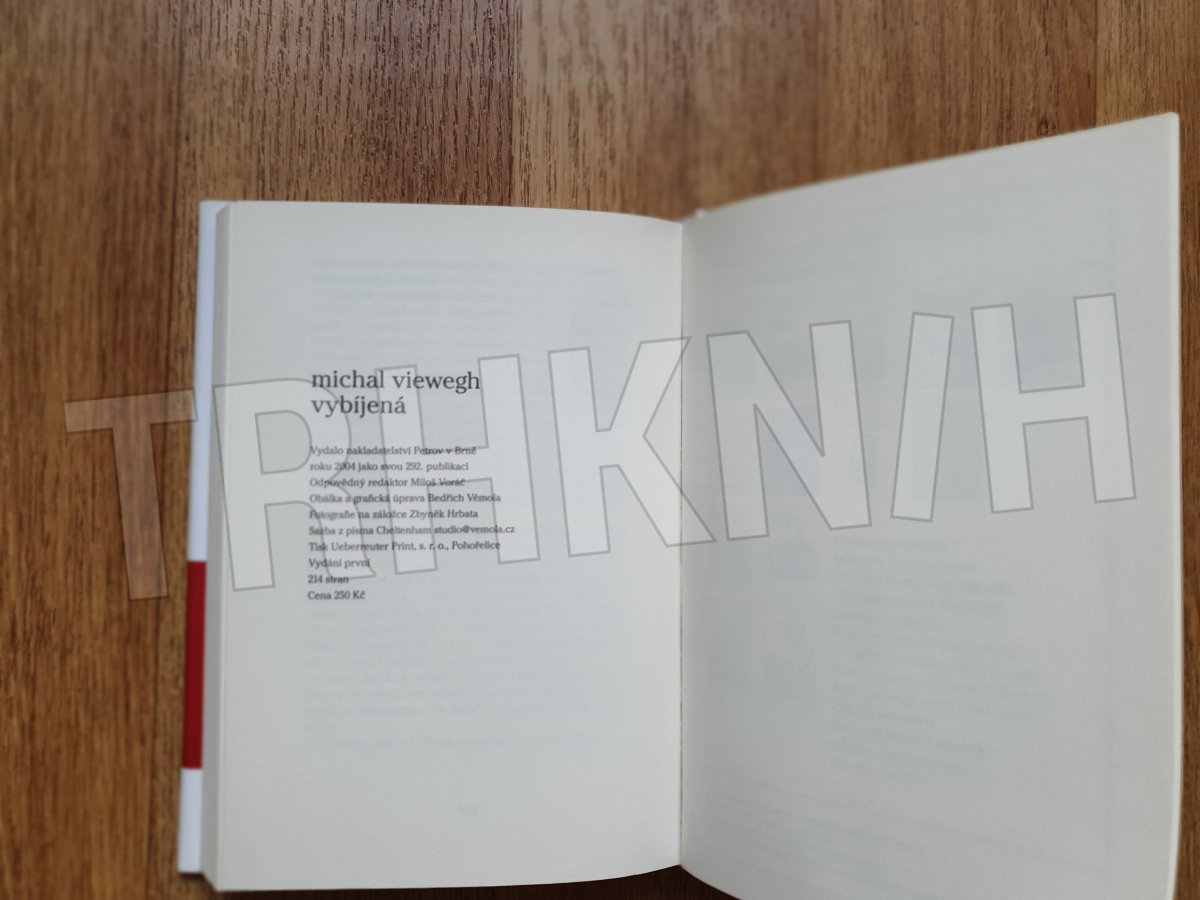 michal viewegh
vybíjená
Vydalo nakladatelství Petrov v Brně
roku 2004 jako svou 292. publikaci
Odpovědný redaktor Miloš Voráč
Obálka a grafická úprava Bedřich Vémola
Fotografie na záložce Zbyněk Hrbata
Sazba z písma Cheltenham studio@vemola.cz
Tisk Ueberreuter Print, s. r. o., Pohořelice
Vydání první
214 stran
Cena 250 Kč
TRHKN/H